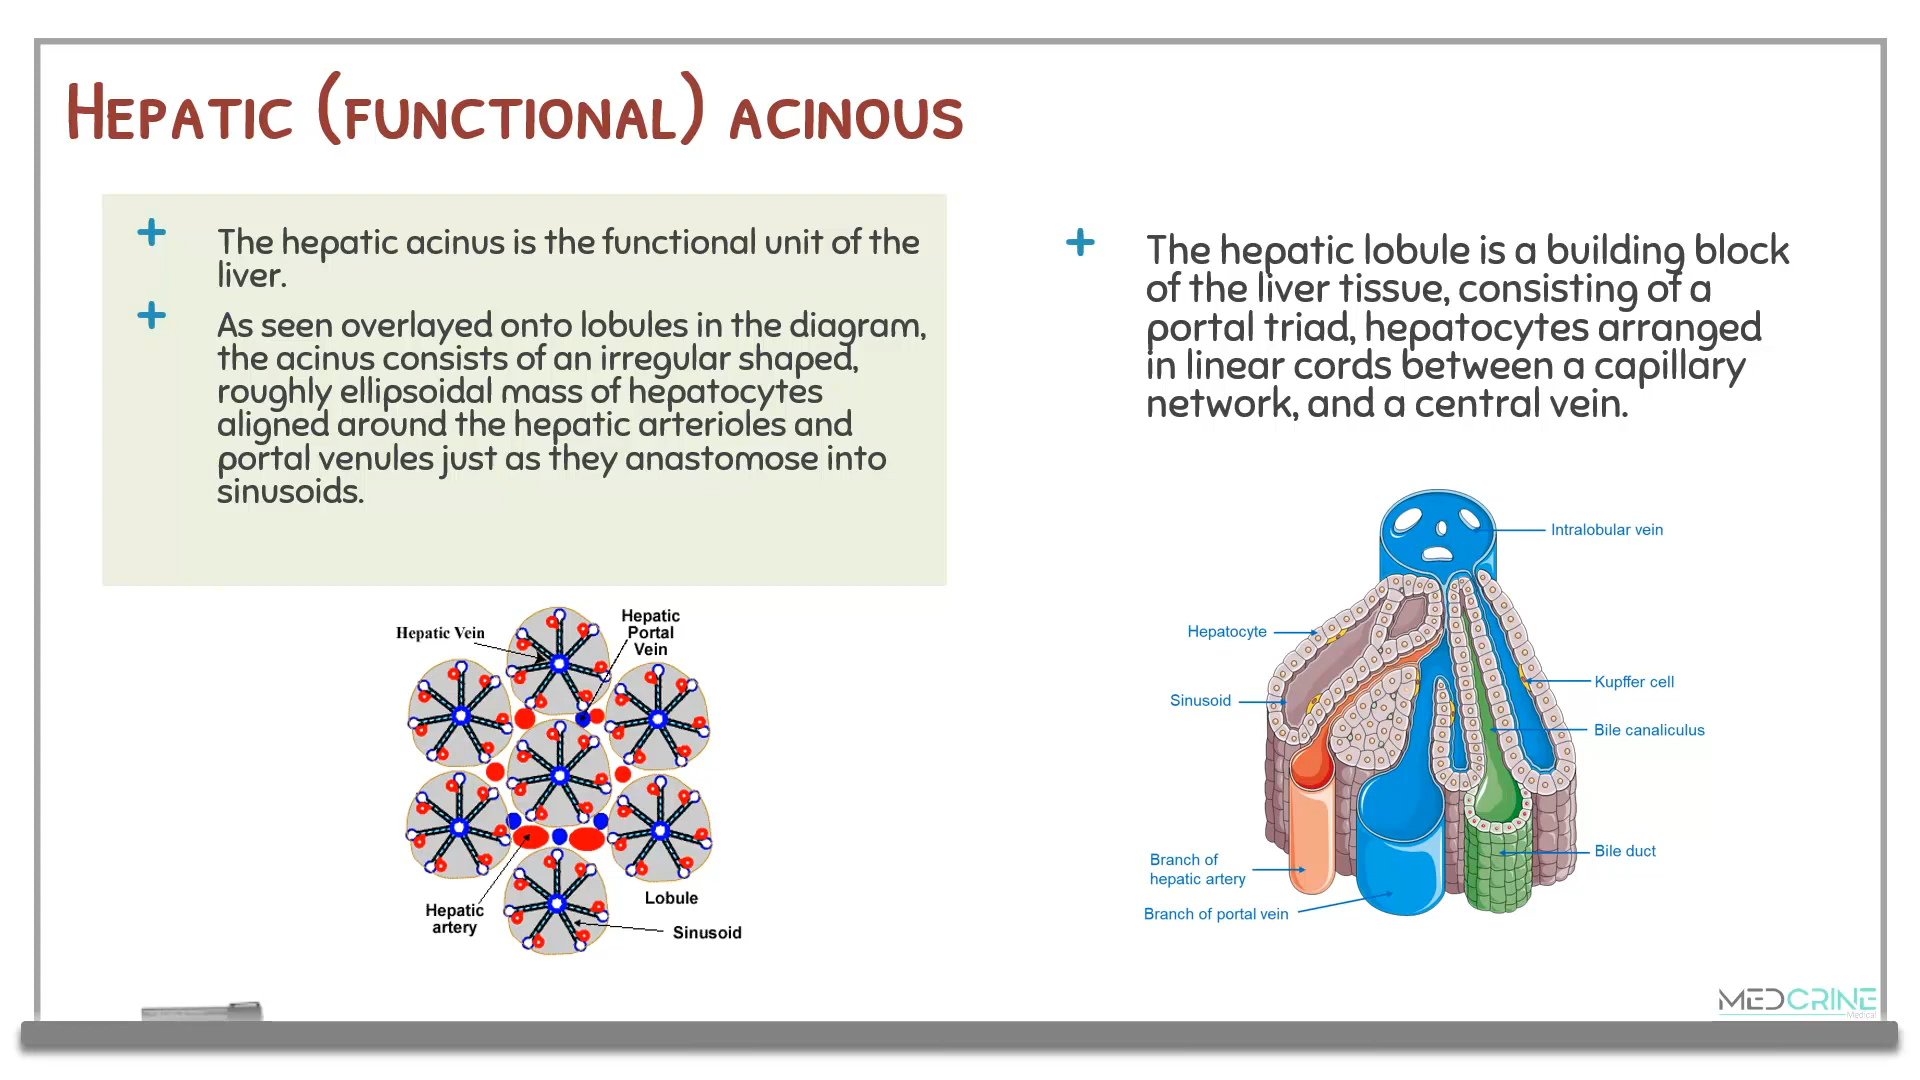 HEPATIC (FUNCTIONAL) ACINOUS
+ The hepatic acinus is the functional unit of the
liver.
+ As seen overlayed onto lobules in the diagram,
the acinus consists of an irregular shaped,
roughly ellipsoidal mass of hepatocytes
aligned around the hepatic arterioles and
portal venules just as they anastomose into
sinusoids.
+ The hepatic lobule is a building block
of the liver tissue, consisting of a
portal triad, hepatocytes arranged
in linear cords between a capillary
network, and a central vein.
Hepatic Vein
Hepatic
Portal
Vein
Hepatic
artery
Lobule
Sinusoid
Intralobular vein
Hepatocyte
Kupffer cell
Sinusoid
Bile canaliculus
Branch of
hepatic artery
Bile duct
Branch of portal vein
MEDCRINE
Medical